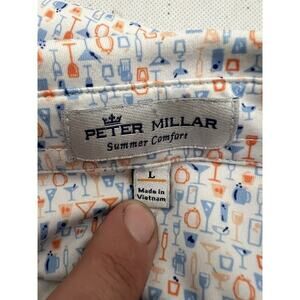 PETER MILLAR
Summer Comfort
L
Made in
Vietnam